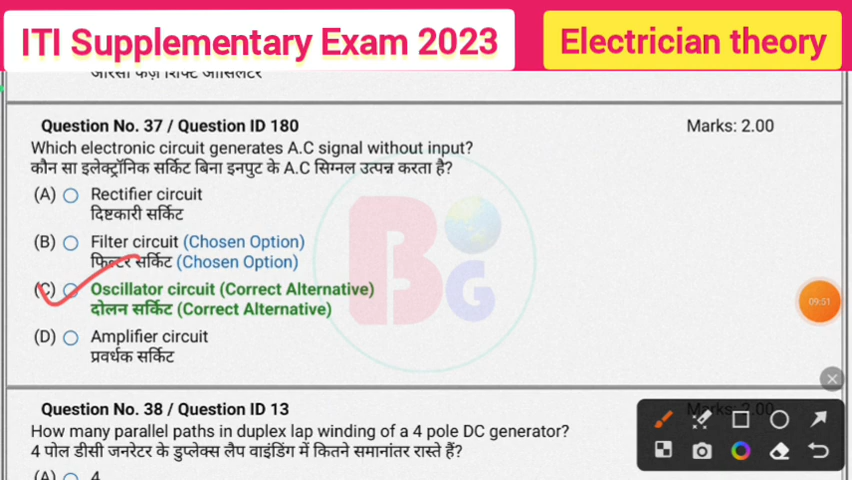 ITI Supplementary Exam 2023
Electrician theory
Question No. 37 / Question ID 180
Marks: 2.00
Which electronic circuit generates A.C signal without input?
कौन सा इलेक्ट्रॉनिक सर्किट बिना इनपुट के A.C सिग्नल उत्पन्न करता है?
(A) Rectifier circuit
दिष्टकारी सर्किट
(B) Filter circuit (Chosen Option)
फिल्टर सर्किट (Chosen Option)
(C) Oscillator circuit (Correct Alternative)
दोलन सर्किट (Correct Alternative)
(D) Amplifier circuit
प्रवर्धक सर्किट
BG
09:51
Question No. 38 / Question ID 13
Marks: 2.00
How many parallel paths in duplex lap winding of a 4 pole DC generator?
4 पोल डीसी जनरेटर के डुप्लेक्स लैप वाइंडिंग में कितने समानांतर रास्ते हैं?
(A) 4